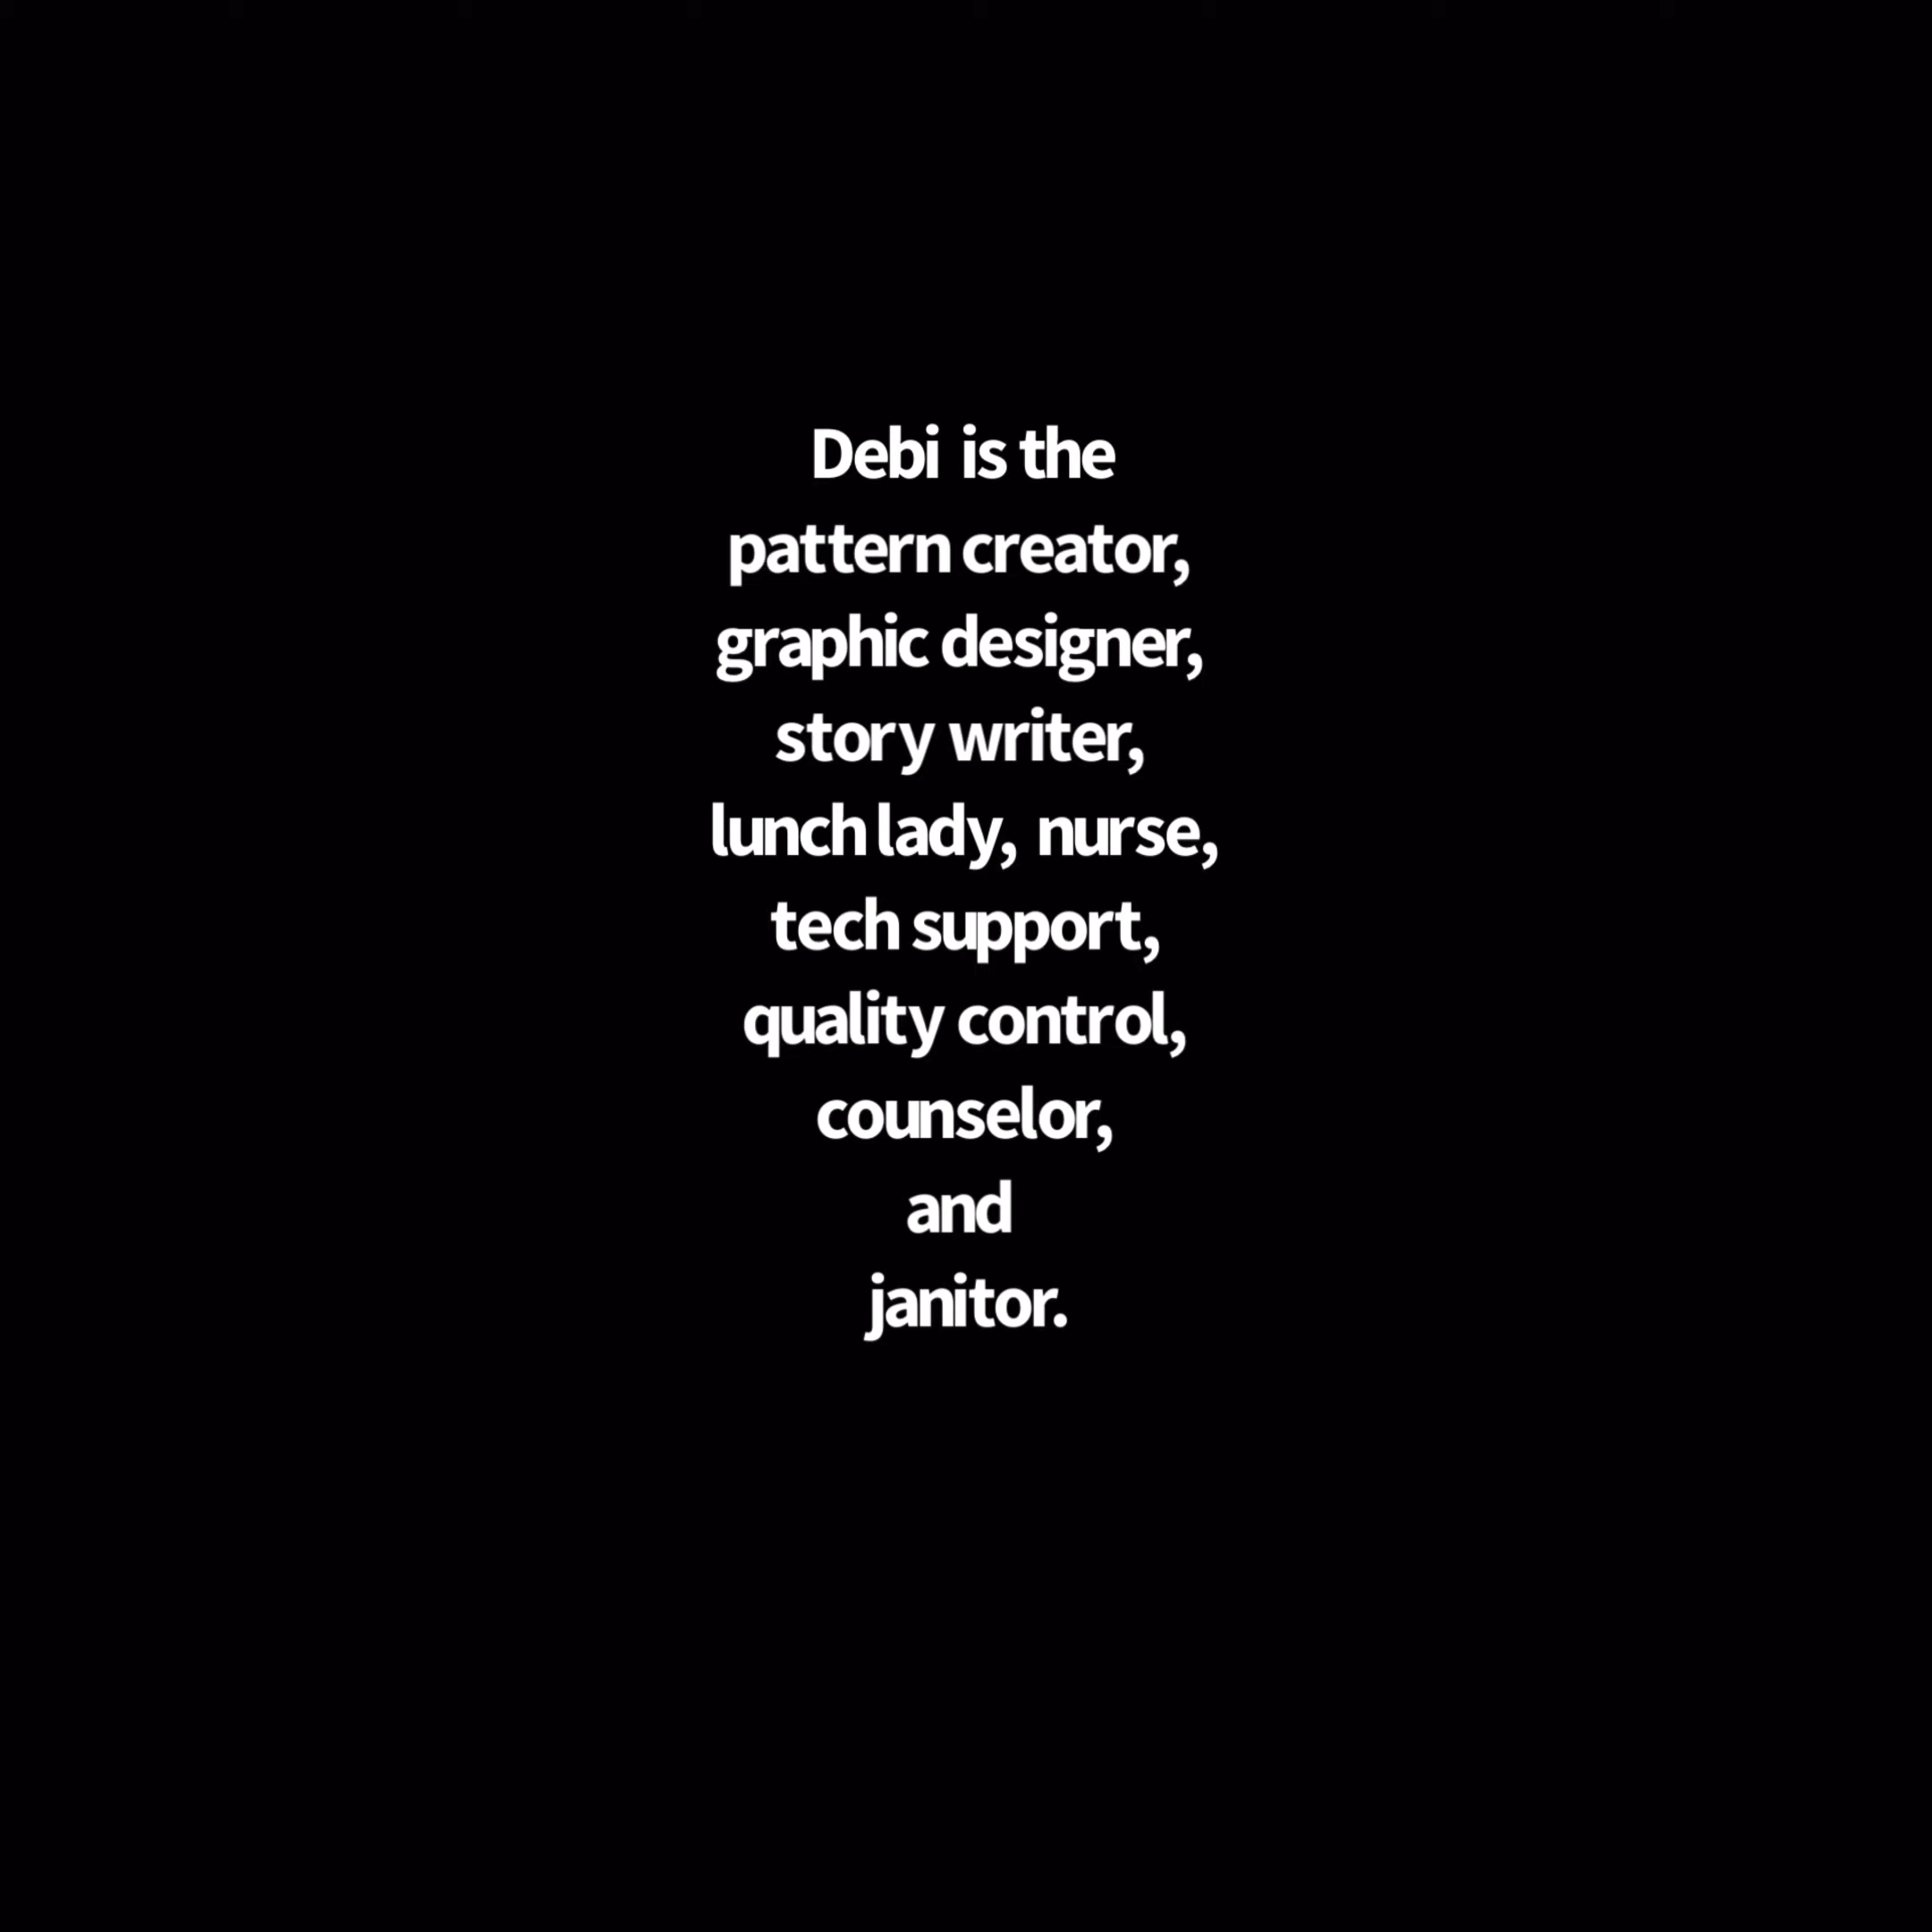 Debi is the
pattern creator,
graphic designer,
story writer,
lunch lady, nurse,
tech support,
quality control,
counselor,
and
janitor.